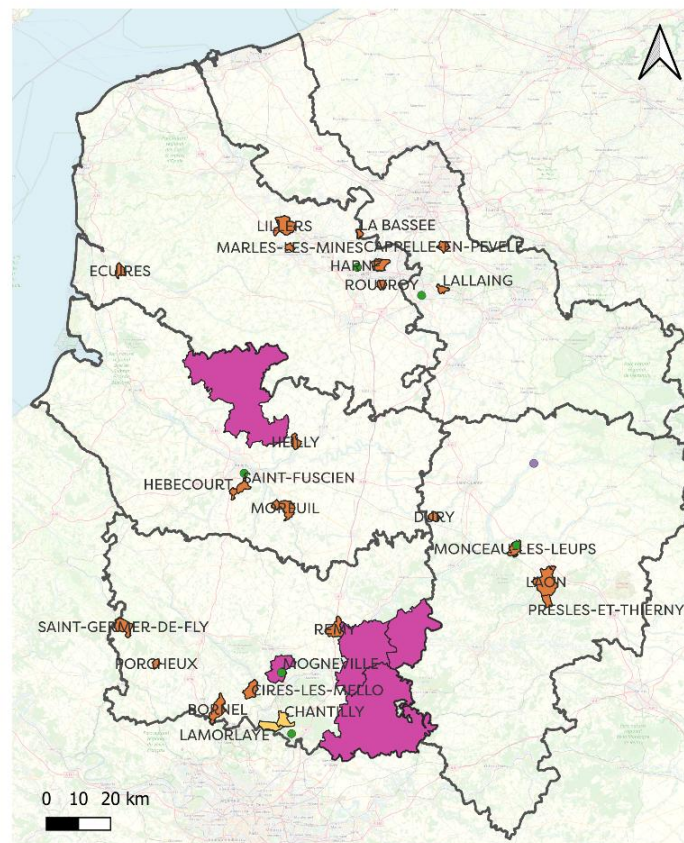 LILLERS
LA BASSEE
MARLES-LES-MINES
CAPPELLE-EN-PEVELE
HARNE
ECUIRES
ROUVROY
LALLAING
HEILLY
SAINT-FUSCIEN
HEBECOURT
MOREUIL
DURY
MONCEAU-LES-LEUPS
LAON
PRESLES-ET-THIERNY
SAINT-GERMER-DE-FLY
REMY
PORCHEUX
MOGNEVILLE
CIRES-LES-MELLO
BORNEL
CHANTILLY
LAMORLAYE
0 10 20 km